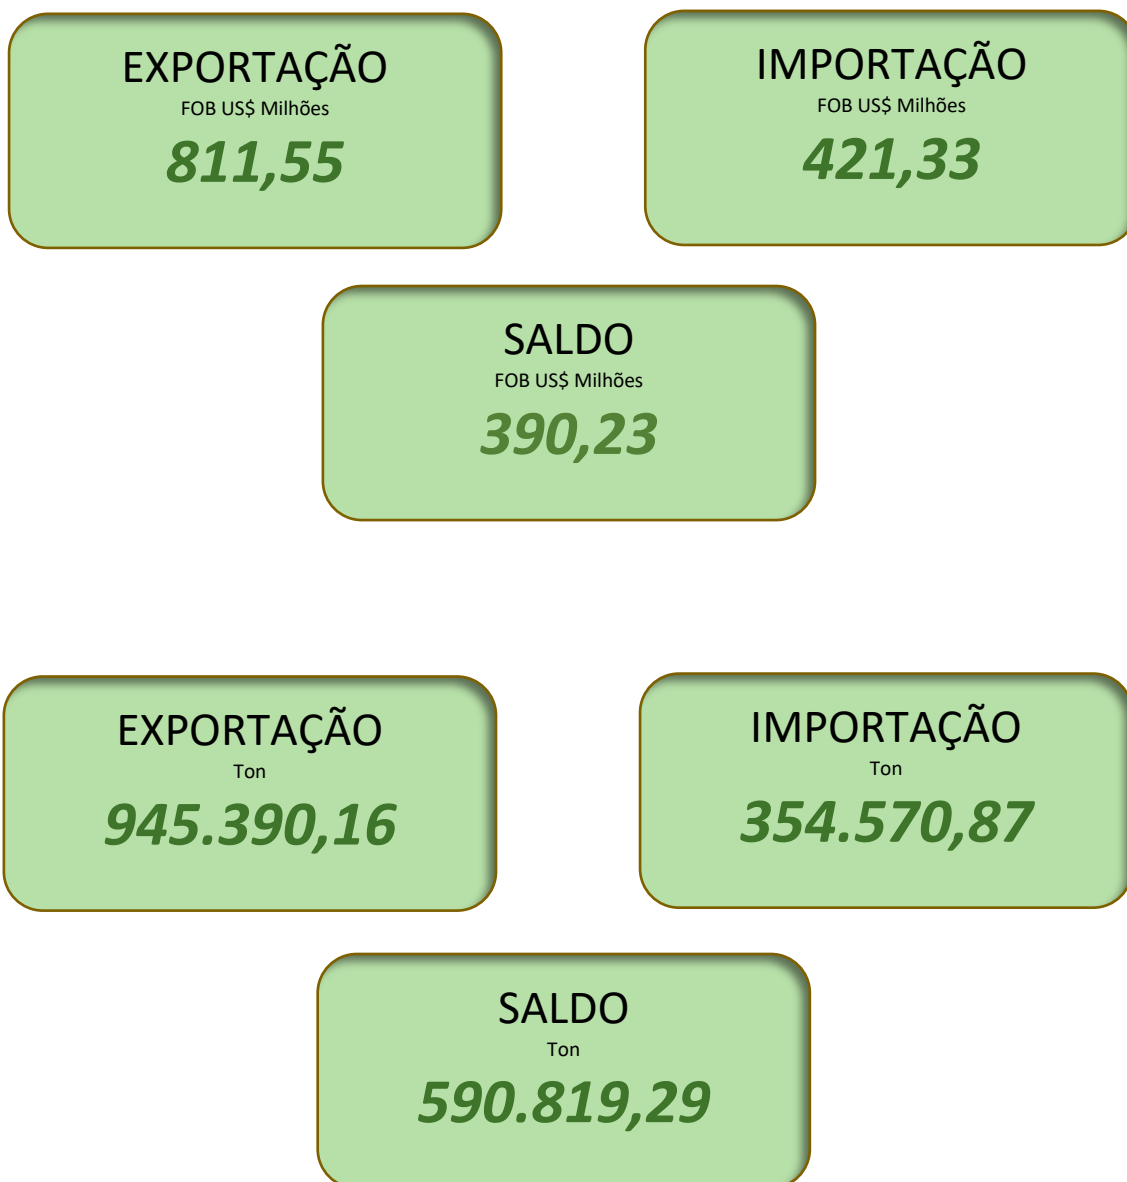 EXPORTAÇÃO
FOB US$ Milhões
811,55
IMPORTAÇÃO
FOB US$ Milhões
421,33
SALDO
FOB US$ Milhões
390,23
EXPORTAÇÃO
Ton
945.390,16
IMPORTAÇÃO
Ton
354.570,87
SALDO
Ton
590.819,29